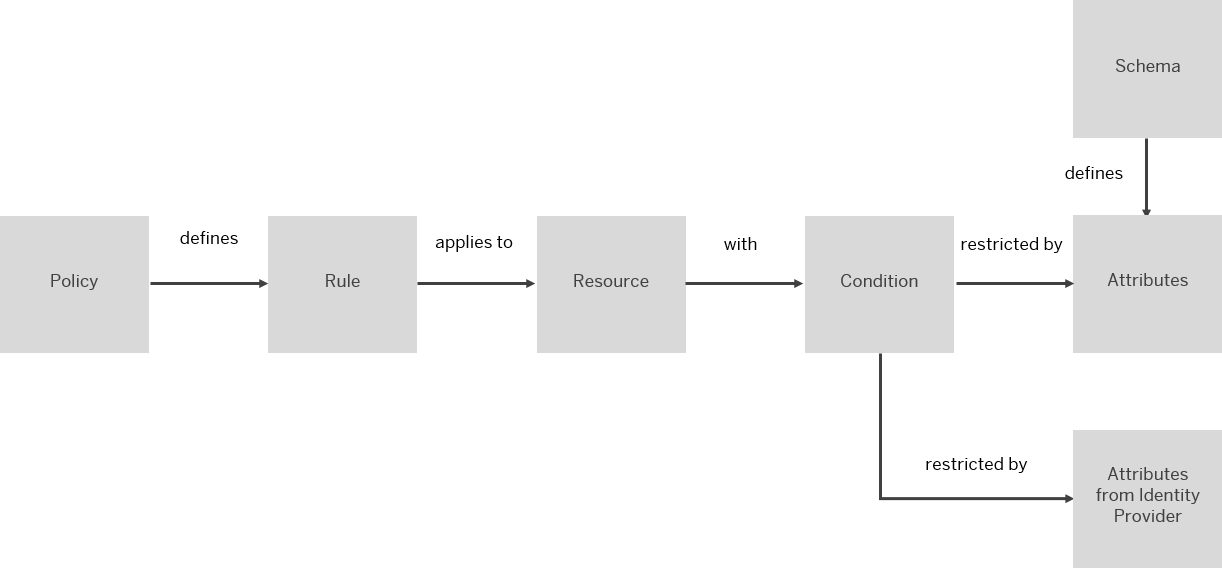 Schema
defines
defines
applies to
with
restricted by
Policy
Rule
Resource
Condition
Attributes
restricted by
Attributes
from Identity
Provider